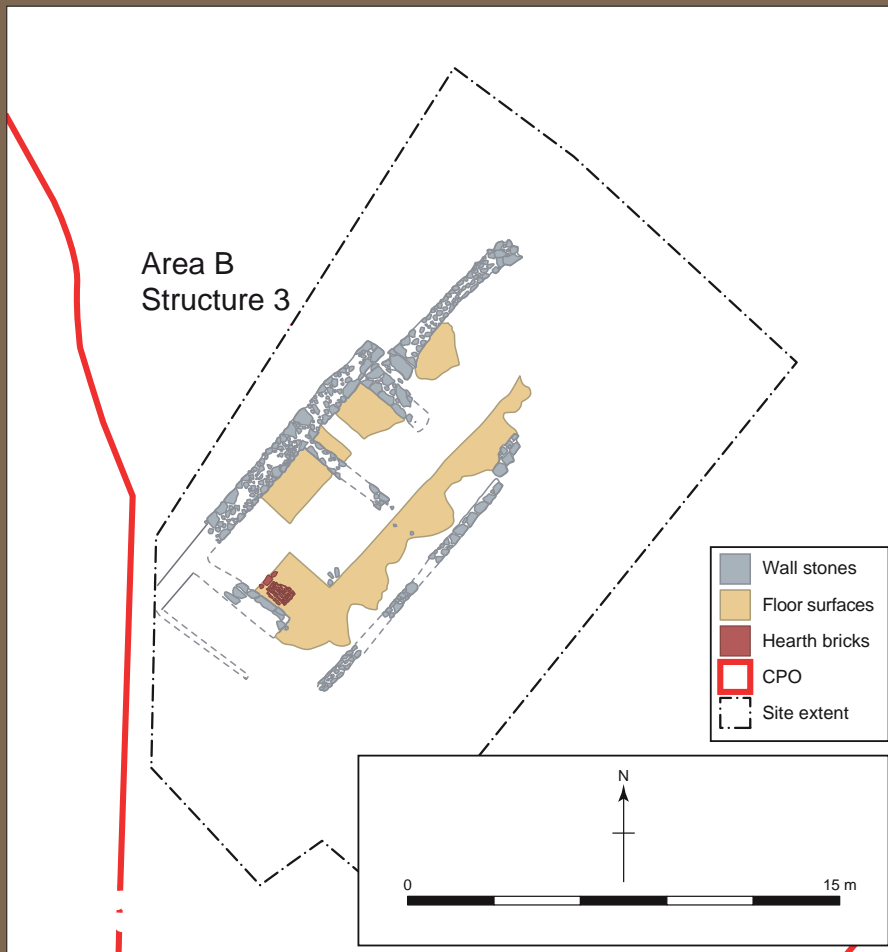 Area B
Structure 3
Wall stones
Floor surfaces
Hearth bricks
CPO
Site extent
N
0
15 m